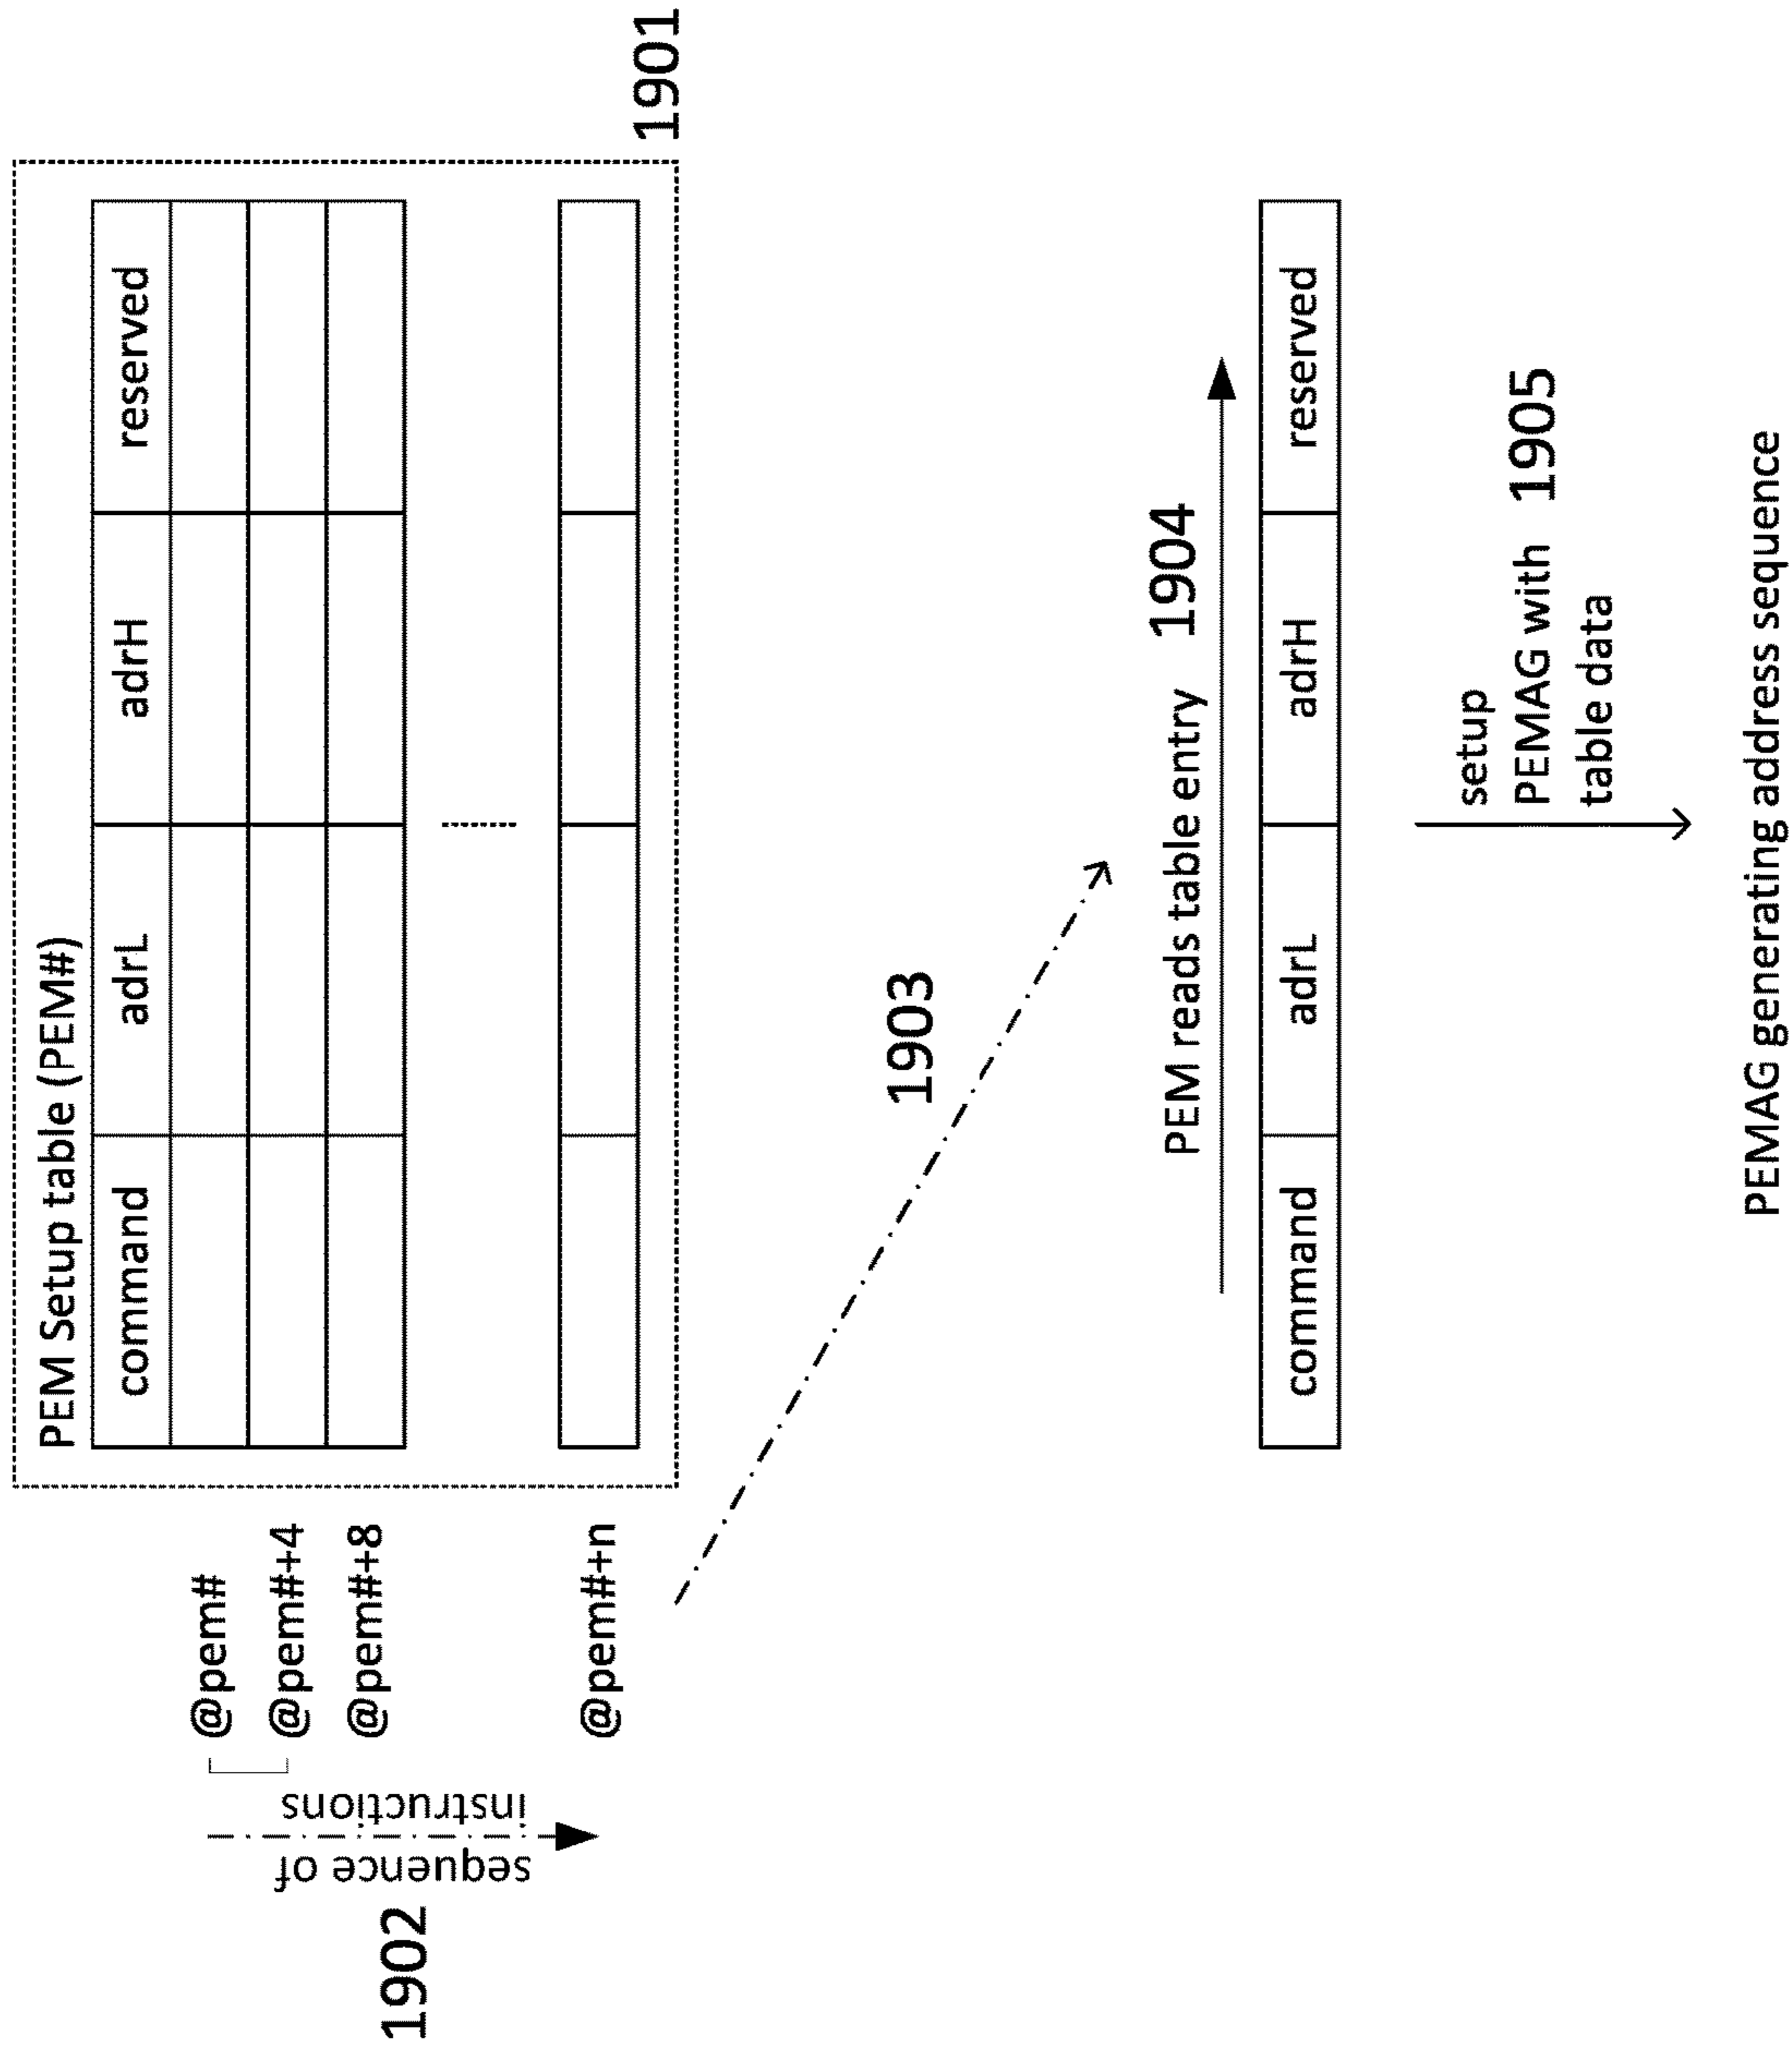 PEM Setup table (PEM#)
command adrL adrH reserved
@pem#
@pem#+4
@pem#+8
@pem#+n
1902
sequence of
instructions
1901
1903
PEM reads table entry 1904
command adrL adrH reserved
setup
PEMAG with 1905
table data
PEMAG generating address sequence